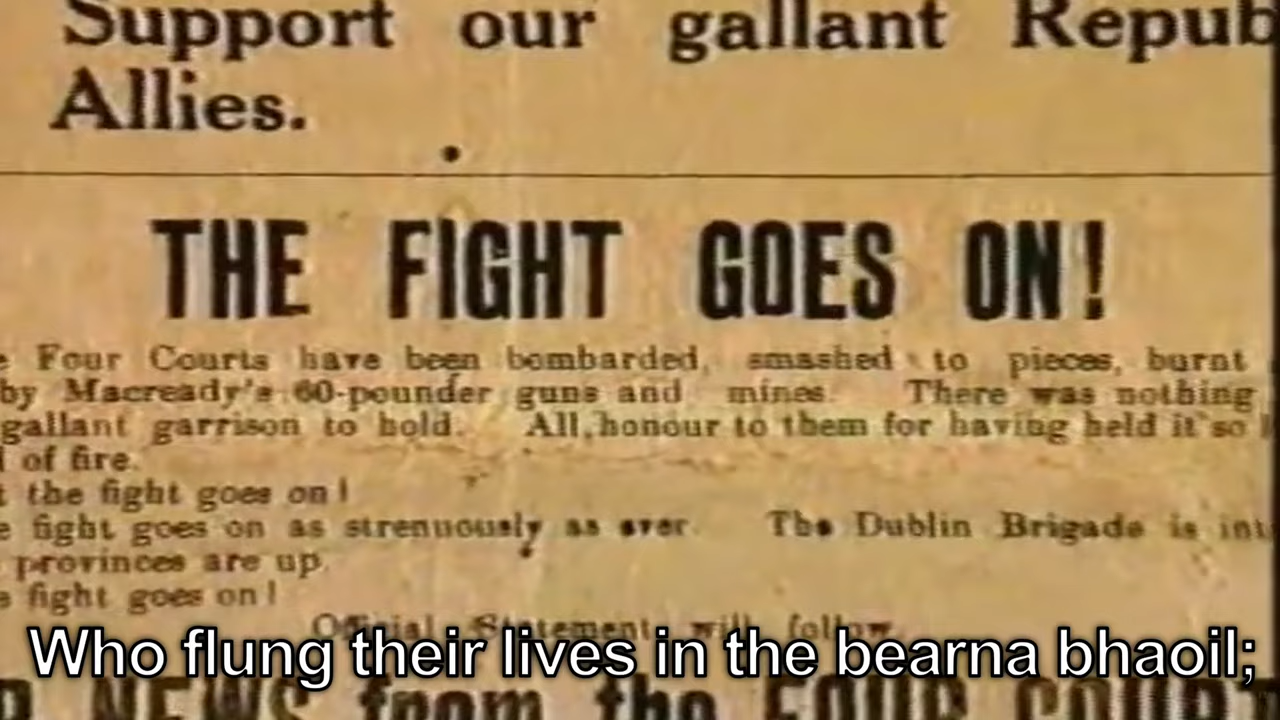 Support our gallant Repub
Allies.
THE FIGHT GOES ON!
e Four Courts have been bombarded, smashed to pieces, burnt
by Macready's 60-pounder guns and mines. There was nothing
gallant garrison to hold. All honour to them for having held it so l
l of fire.
t the fight goes on!
e fight goes on as strenuously as ever. The Dublin Brigade is int
provinces are up.
e fight goes on!
Official Statement will follow.
Who flung their lives in the bearna bhaoil;
R NEWS from the FOUR COURT